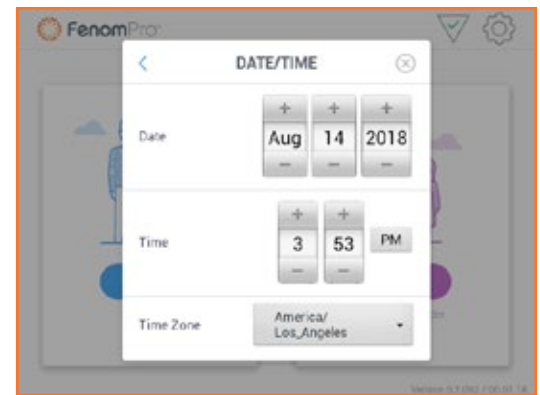 FenomPro
DATE/TIME
Date
+ + +
Aug 14 2018
- - -
Time
+ +
3 53 PM
- -
Time Zone
America/
Los_Angeles